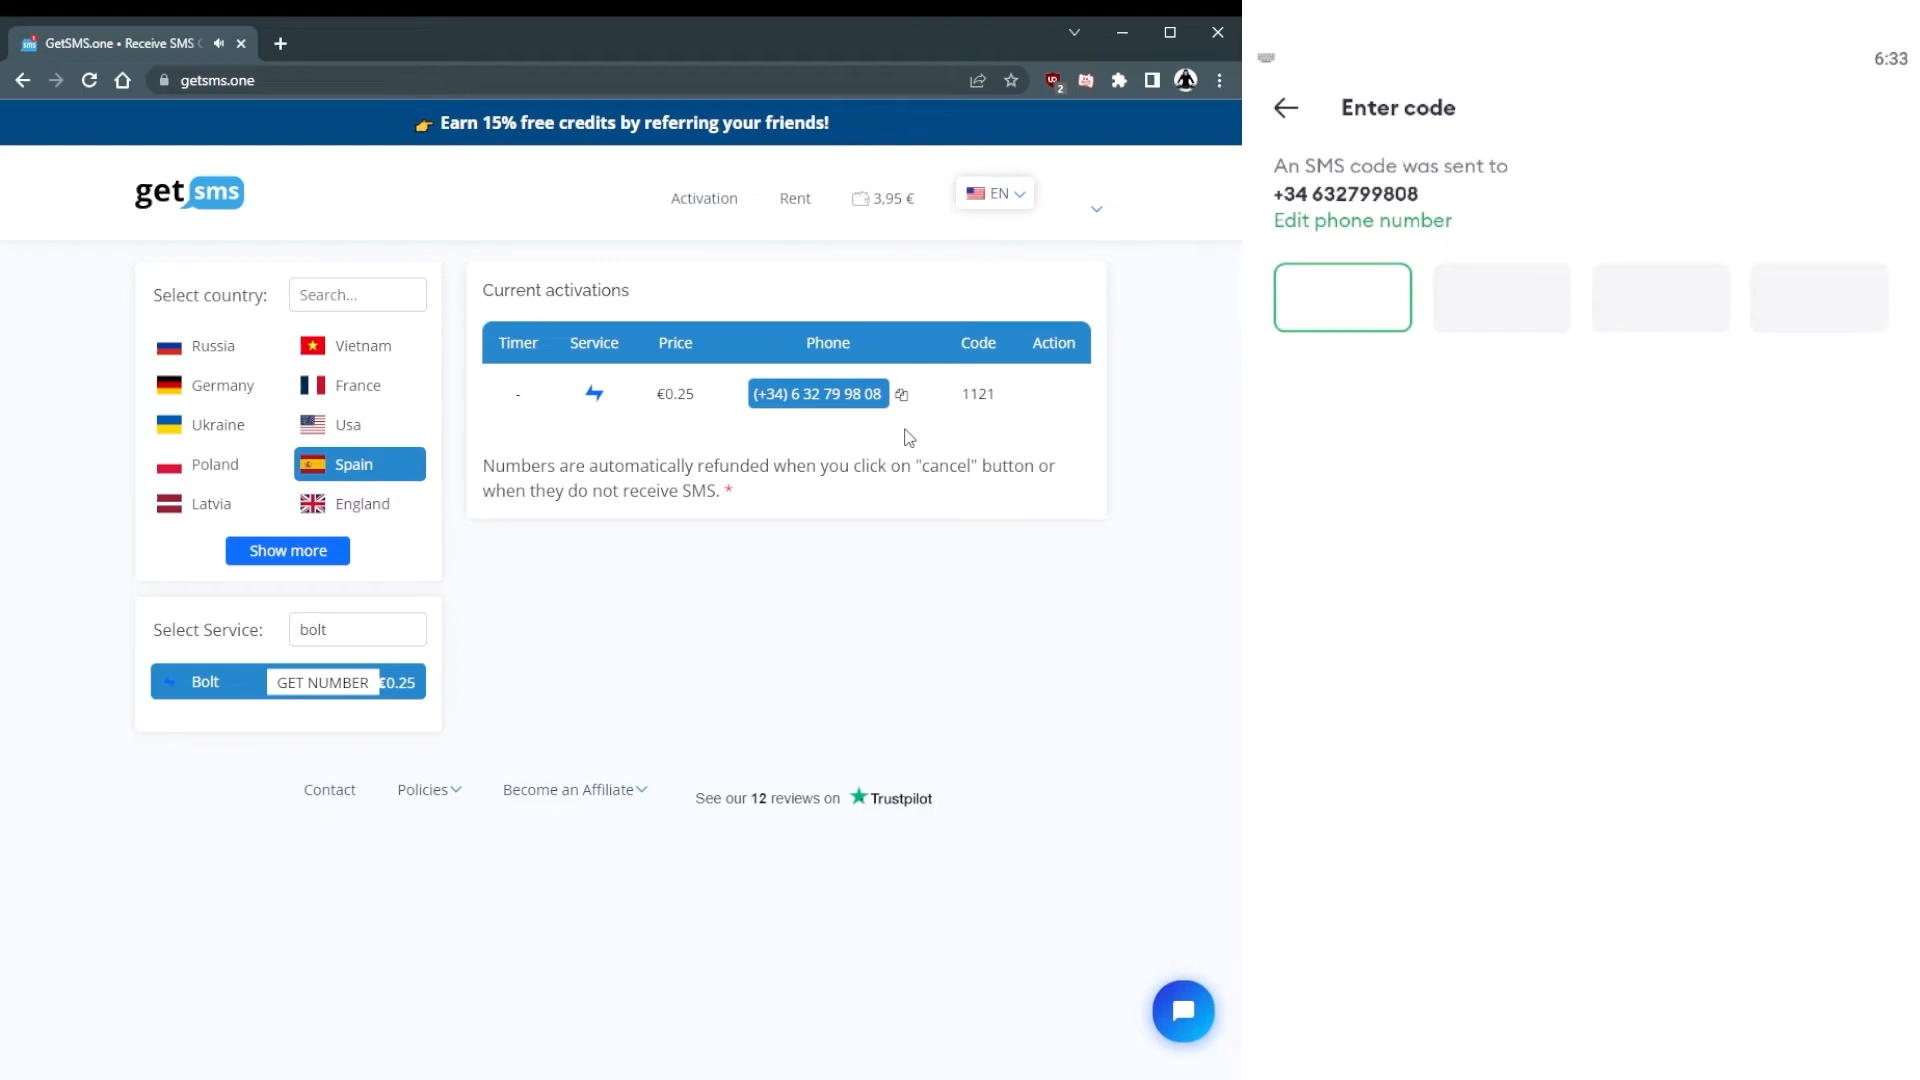 GetSMS.one • Receive SMS
getsms.one
2
👉 Earn 15% free credits by referring your friends!
get sms
Activation
Rent
3,95 €
EN
Select country:
Search...
Russia
Vietnam
Germany
France
Ukraine
Usa
Poland
Spain
Latvia
England
Show more
Select Service:
bolt
Bolt
GET NUMBER
€0.25
Current activations
Timer Service Price Phone Code Action
- €0.25 (+34) 6 32 79 98 08 1121
Numbers are automatically refunded when you click on "cancel" button or
when they do not receive SMS. *
Contact
Policies
Become an Affiliate
See our 12 reviews on Trustpilot
6:33
Enter code
An SMS code was sent to
+34 632799808
Edit phone number